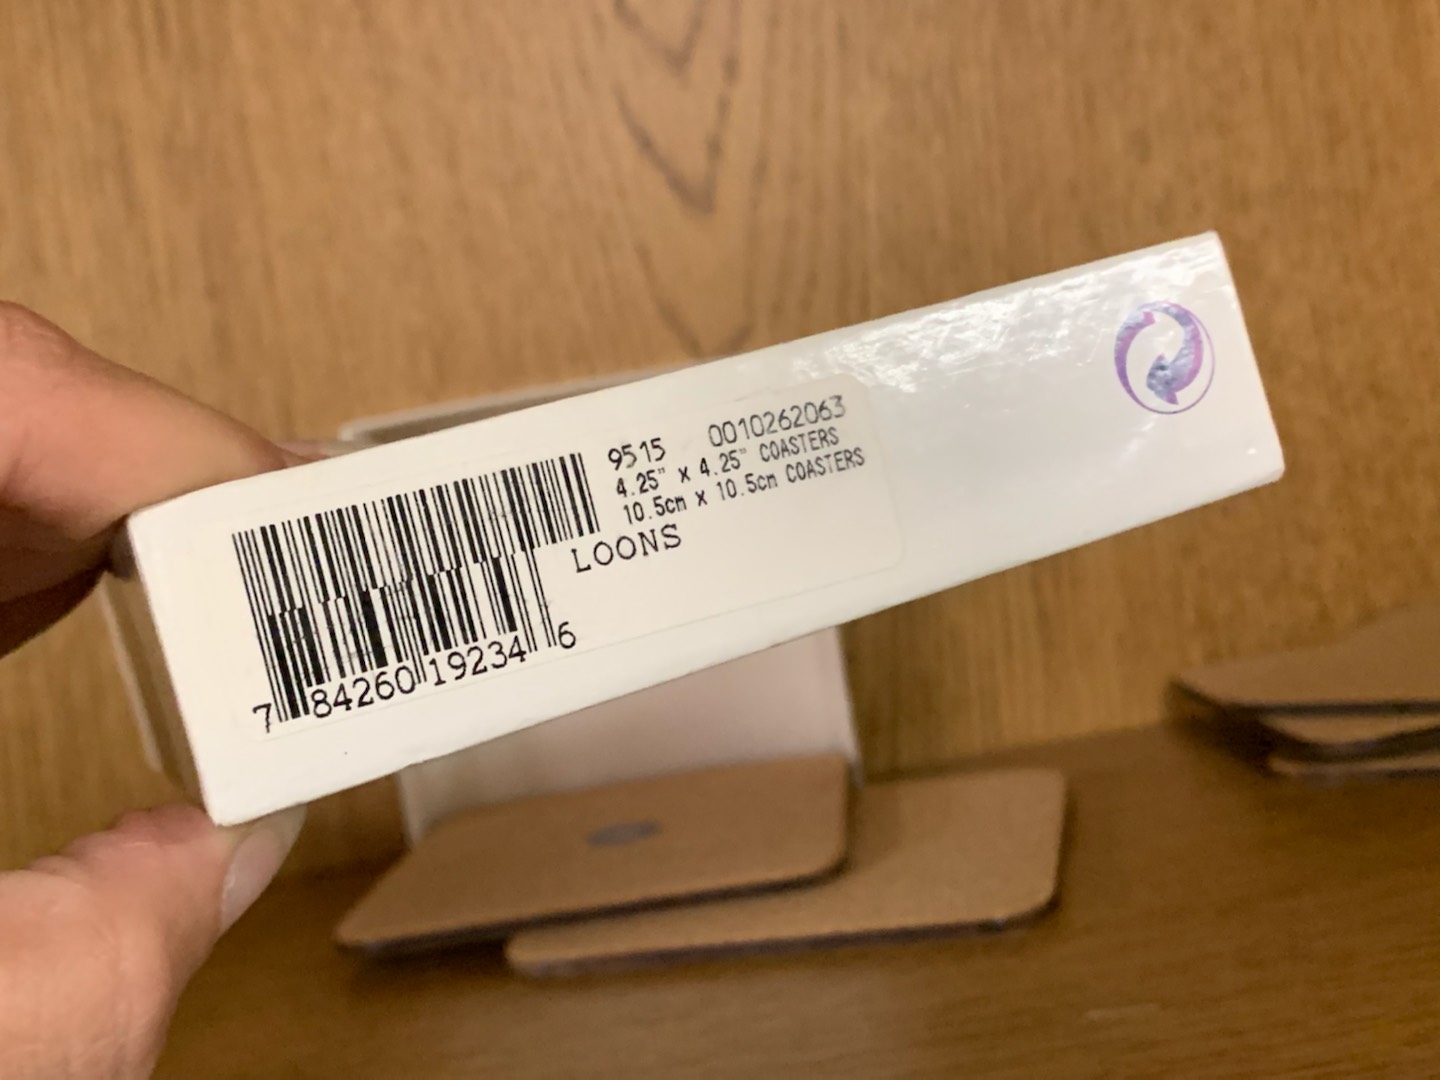 9515 0010262063
4.25" x 4.25" COASTERS
10.5cm x 10.5cm COASTERS
LOONS
7 84260 19234 6